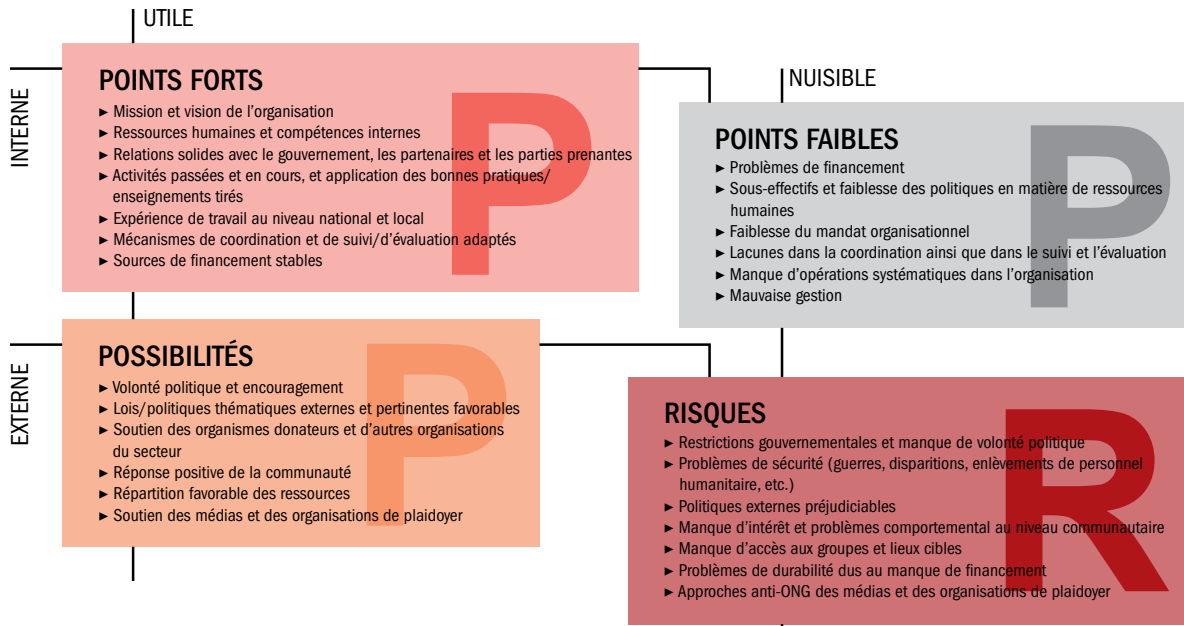 UTILE
INTERNE
POINTS FORTS
► Mission et vision de l'organisation
► Ressources humaines et compétences internes
► Relations solides avec le gouvernement, les partenaires et les parties prenantes
► Activités passées et en cours, et application des bonnes pratiques/
enseignements tirés
► Expérience de travail au niveau national et local
► Mécanismes de coordination et de suivi/d'évaluation adaptés
► Sources de financement stables
P
NUISIBLE
POINTS FAIBLES
► Problèmes de financement
► Sous-effectifs et faiblesse des politiques en matière de ressources
humaines
► Faiblesse du mandat organisationnel
► Lacunes dans la coordination ainsi que dans le suivi et l'évaluation
► Manque d'opérations systématiques dans l'organisation
► Mauvaise gestion
P
EXTERNE
POSSIBILITÉS
► Volonté politique et encouragement
► Lois/politiques thématiques externes et pertinentes favorables
► Soutien des organismes donateurs et d'autres organisations
du secteur
► Réponse positive de la communauté
► Répartition favorable des ressources
► Soutien des médias et des organisations de plaidoyer
P
RISQUES
► Restrictions gouvernementales et manque de volonté politique
► Problèmes de sécurité (guerres, disparitions, enlèvements de personnel
humanitaire, etc.)
► Politiques externes préjudiciables
► Manque d'intérêt et problèmes comportemental au niveau communautaire
► Manque d'accès aux groupes et lieux cibles
► Problèmes de durabilité dus au manque de financement
► Approches anti-ONG des médias et des organisations de plaidoyer
R